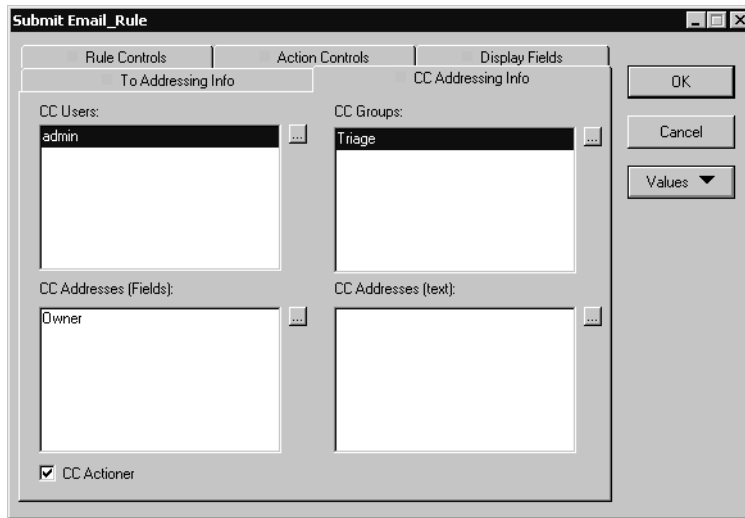 Submit Email_Rule
Rule Controls Action Controls Display Fields
To Addressing Info CC Addressing Info
OK
CC Users: CC Groups:
admin ... Triage ...
Cancel
Values
CC Addresses (Fields): CC Addresses (text):
Owner ... ...
CC Actioner